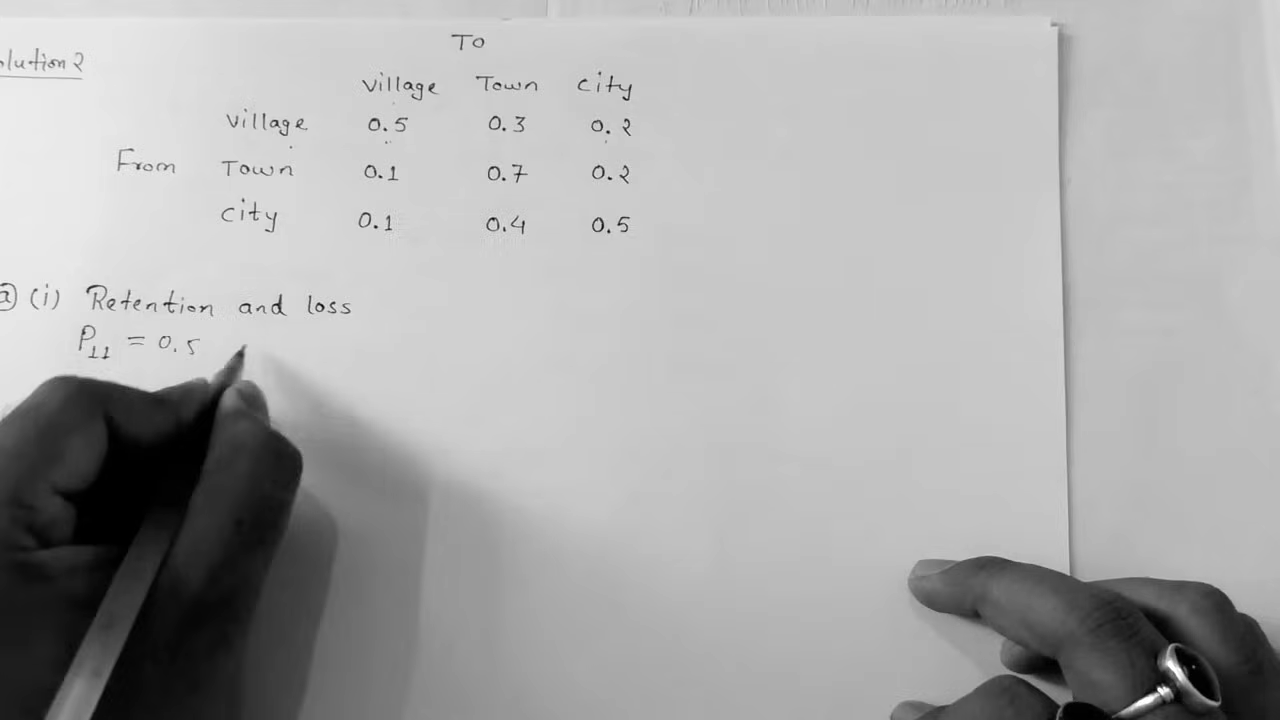 To
lution 2
village Town city
village 0.5 0.3 0.2
From Town 0.1 0.7 0.2
city 0.1 0.4 0.5
a (i) Retention and loss
P11 = 0.5